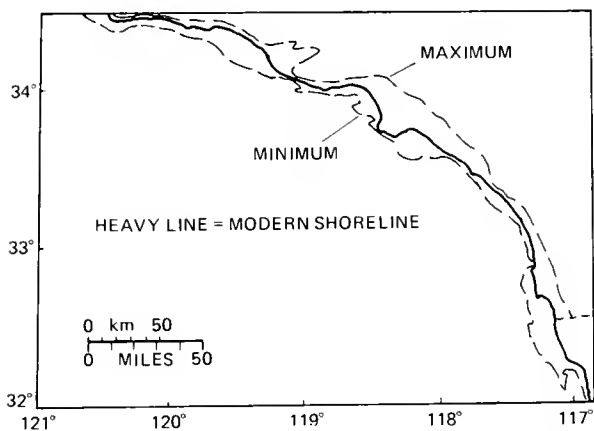 34°
MAXIMUM
MINIMUM
HEAVY LINE = MODERN SHORELINE
33°
0 km 50
0 MILES 50
32°
121° 120° 119° 118° 117°